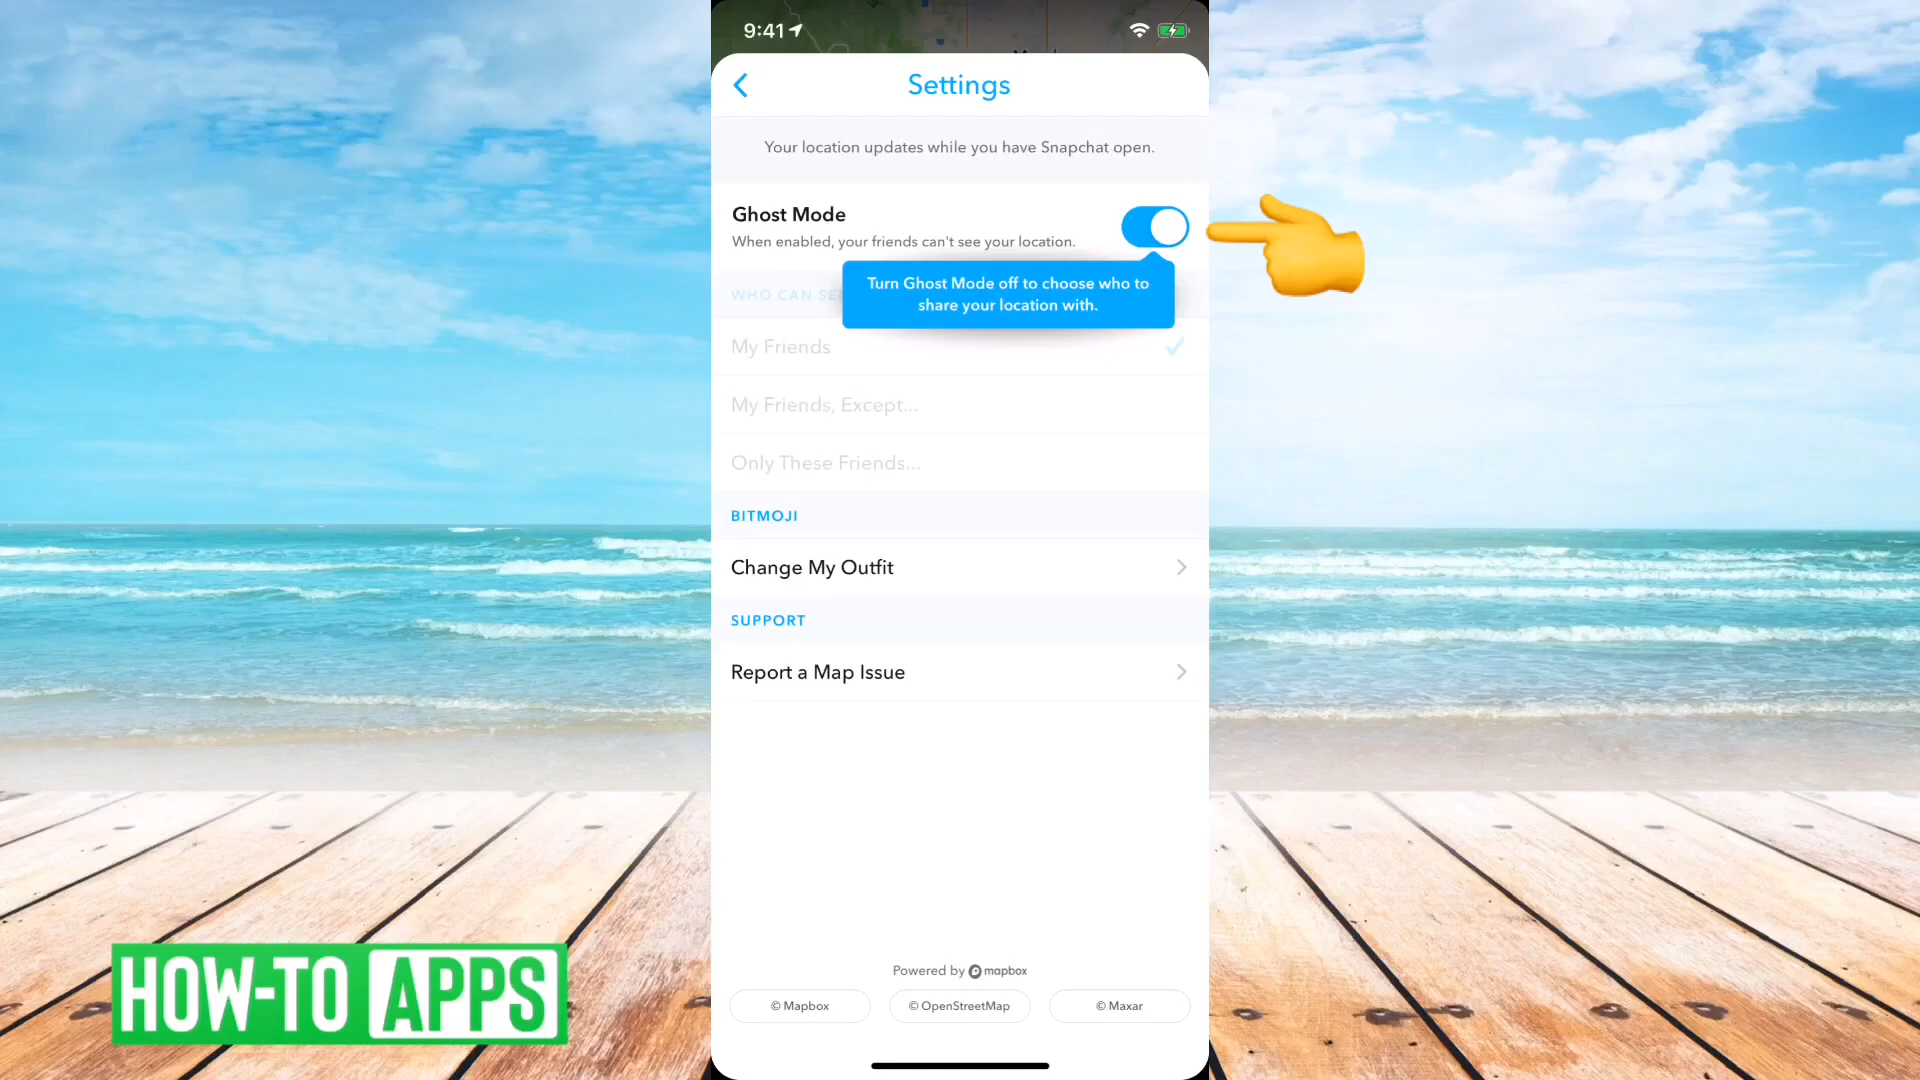 9:41
Settings
Your location updates while you have Snapchat open.
Ghost Mode
When enabled, your friends can't see your location.
Turn Ghost Mode off to choose who to
share your location with.
WHO CAN SE
My Friends
My Friends, Except...
Only These Friends...
BITMOJI
Change My Outfit
SUPPORT
Report a Map Issue
Powered by mapbox
© Mapbox
© OpenStreetMap
© Maxar
HOW-TO APPS